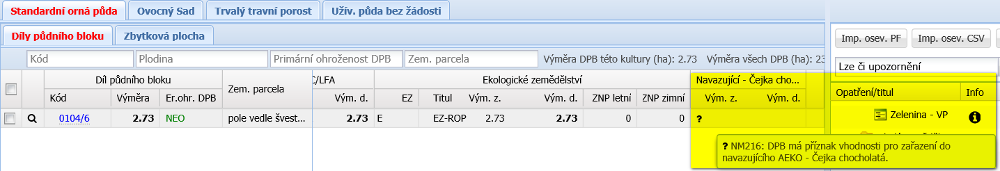 Standardní orná půda Ovocný Sad Trvalý travní porost Užív. půda bez žádosti
Díly půdního bloku Zbytková plocha
Imp. osev. PF Imp. osev. CSV
Kód Plodina Primární ohroženost DPB Zem. parcela Výměra DPB této kultury (ha): 2.73 Výměra všech DPB (ha): 23
Lze či upozornění
Díl půdního bloku Zem. parcela C/LFA Ekologické zemědělství Navazující - Čejka cho...
Kód Výměra Er.ohr. DPB Vým. d. EZ Titul Vým. z. Vým. d. ZNP letní ZNP zimní Vým. z. Vým. d.
Opatření/titul Info
0104/6 2.73 NEO pole vedle švest... 2.73 E EZ-ROP 2.73 2.73 0 0 ?
Zelenina - VP
? NM216: DPB má příznak vhodnosti pro zařazení do
navazujícího AEKO - Čejka chocholatá.